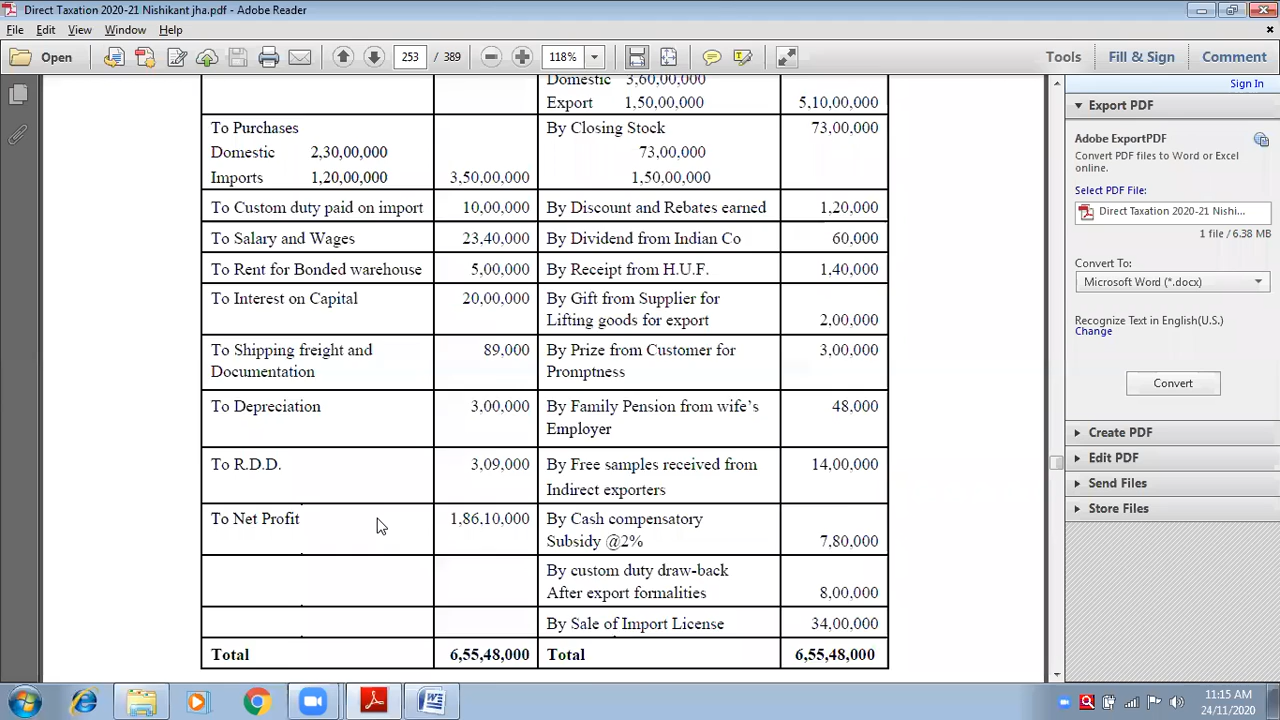 Direct Taxation 2020-21 Nishikant jha.pdf - Adobe Reader
File Edit View Window Help
Open 253 / 389 118% Tools Fill & Sign Comment
Sign In
Domestic 3,60,00,000
Export 1,50,00,000 5,10,00,000
To Purchases By Closing Stock 73,00,000
Domestic 2,30,00,000 73,00,000
Imports 1,20,00,000 3,50,00,000 1,50,00,000
To Custom duty paid on import 10,00,000 By Discount and Rebates earned 1,20,000
To Salary and Wages 23,40,000 By Dividend from Indian Co 60,000
To Rent for Bonded warehouse 5,00,000 By Receipt from H.U.F. 1,40,000
To Interest on Capital 20,00,000 By Gift from Supplier for
Lifting goods for export 2,00,000
To Shipping freight and 89,000 By Prize from Customer for 3,00,000
Documentation Promptness
To Depreciation 3,00,000 By Family Pension from wife's 48,000
Employer
To R.D.D. 3,09,000 By Free samples received from 14,00,000
Indirect exporters
To Net Profit 1,86,10,000 By Cash compensatory
Subsidy @2% 7,80,000
By custom duty draw-back
After export formalities 8,00,000
By Sale of Import License 34,00,000
Total 6,55,48,000 Total 6,55,48,000
Export PDF
Adobe ExportPDF
Convert PDF files to Word or Excel
online.
Select PDF File:
Direct Taxation 2020-21 Nishi...
1 file / 6.38 MB
Convert To:
Microsoft Word (*.docx)
Recognize Text in English(U.S.)
Change
Convert
Create PDF
Edit PDF
Send Files
Store Files
11:15 AM
24/11/2020